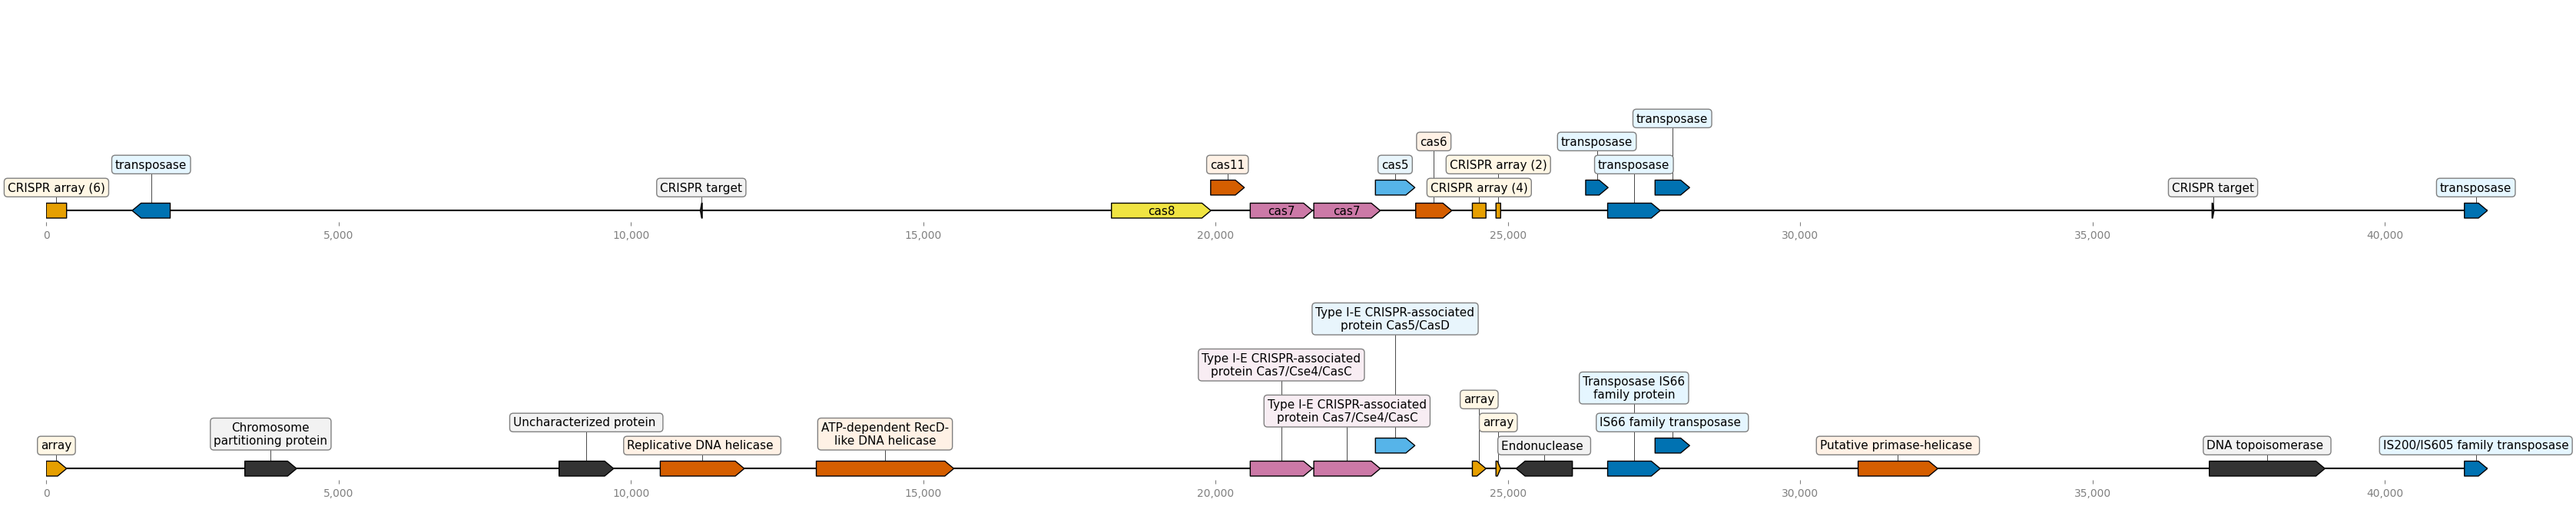 transposase
cas6
transposase
transposase
cas11
cas5
CRISPR array (2)
transposase
CRISPR array (6)
CRISPR target
CRISPR array (4)
CRISPR target
transposase
cas8
cas7
cas7
0
5,000
10,000
15,000
20,000
25,000
30,000
35,000
40,000
Type I-E CRISPR-associated
protein Cas5/CasD
Type I-E CRISPR-associated
protein Cas7/Cse4/CasC
Transposase IS66
family protein
Type I-E CRISPR-associated
protein Cas7/Cse4/CasC
array
array
IS66 family transposase
Uncharacterized protein
Chromosome
partitioning protein
ATP-dependent RecD-
like DNA helicase
array
Replicative DNA helicase
Endonuclease
Putative primase-helicase
DNA topoisomerase
IS200/IS605 family transposase
0
5,000
10,000
15,000
20,000
25,000
30,000
35,000
40,000